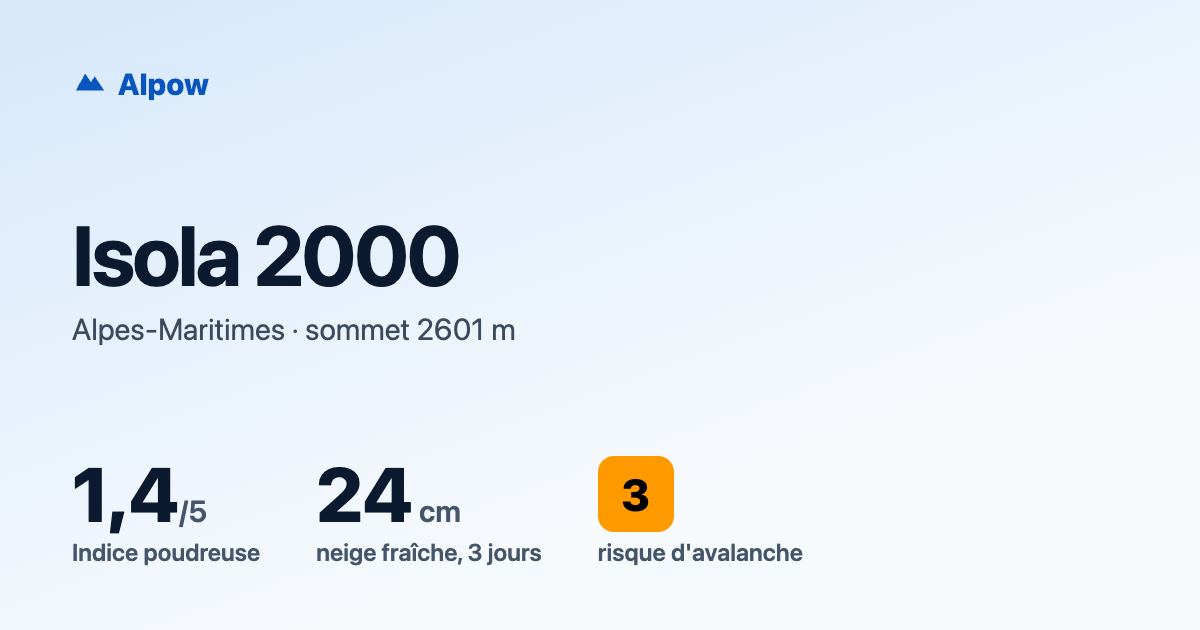 Alpow
Isola 2000
Alpes-Maritimes · sommet 2601 m
1,4/5
Indice poudreuse
24 cm
neige fraîche, 3 jours
3
risque d'avalanche